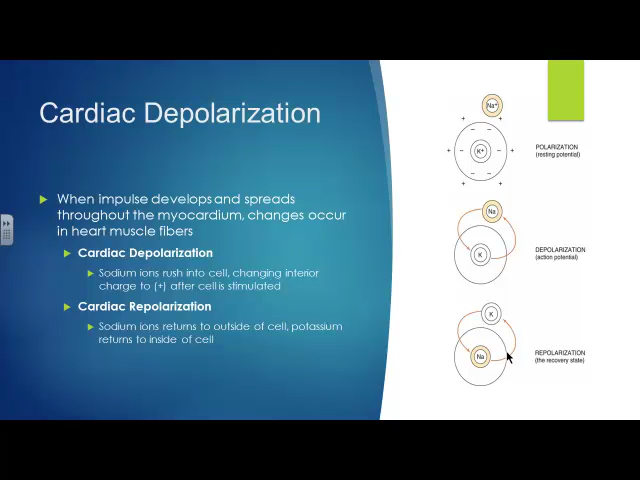 Cardiac Depolarization
When impulse develops and spreads
throughout the myocardium, changes occur
in heart muscle fibers
Cardiac Depolarization
Sodium ions rush into cell, changing interior
charge to (+) after cell is stimulated
Cardiac Repolarization
Sodium ions returns to outside of cell, potassium
returns to inside of cell
Na+
K+
POLARIZATION
(resting potential)
Na
K
DEPOLARIZATION
(action potential)
K
Na
REPOLARIZATION
(the recovery state)